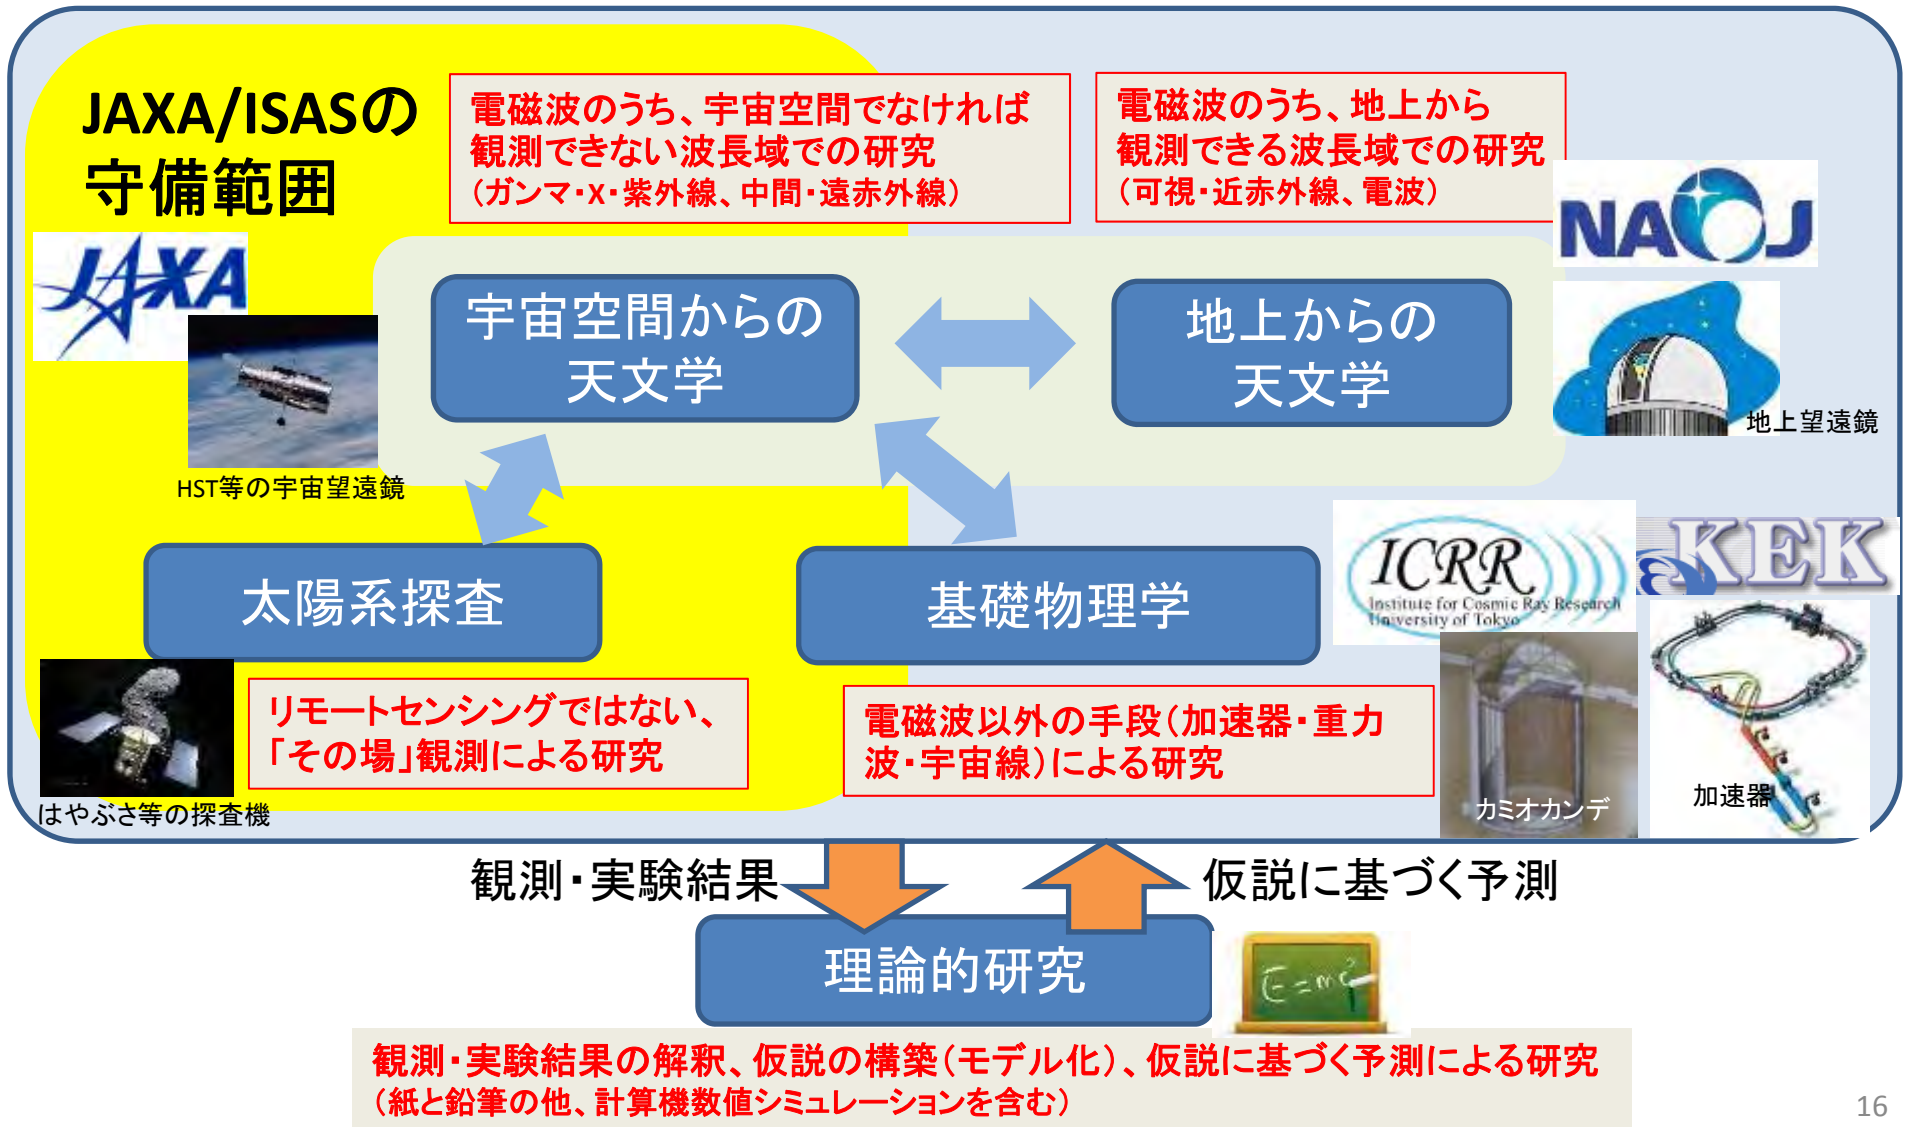 JAXA/ISASの
守備範囲
電磁波のうち、宇宙空間でなければ
観測できない波長域での研究
（ガンマ・X・紫外線、中間・遠赤外線）
電磁波のうち、地上から
観測できる波長域での研究
（可視・近赤外線、電波）
NAOJ
JAXA
宇宙空間からの
天文学
地上からの
天文学
地上望遠鏡
HST等の宇宙望遠鏡
ICRR
Institute for Cosmic Ray Research
University of Tokyo
KEK
太陽系探査
基礎物理学
リモートセンシングではない、
「その場」観測による研究
電磁波以外の手段（加速器・重力
波・宇宙線）による研究
はやぶさ等の探査機
カミオカンデ
加速器
観測・実験結果
仮説に基づく予測
理論的研究
E=mc²
観測・実験結果の解釈、仮説の構築（モデル化）、仮説に基づく予測による研究
（紙と鉛筆の他、計算機数値シミュレーションを含む）
16